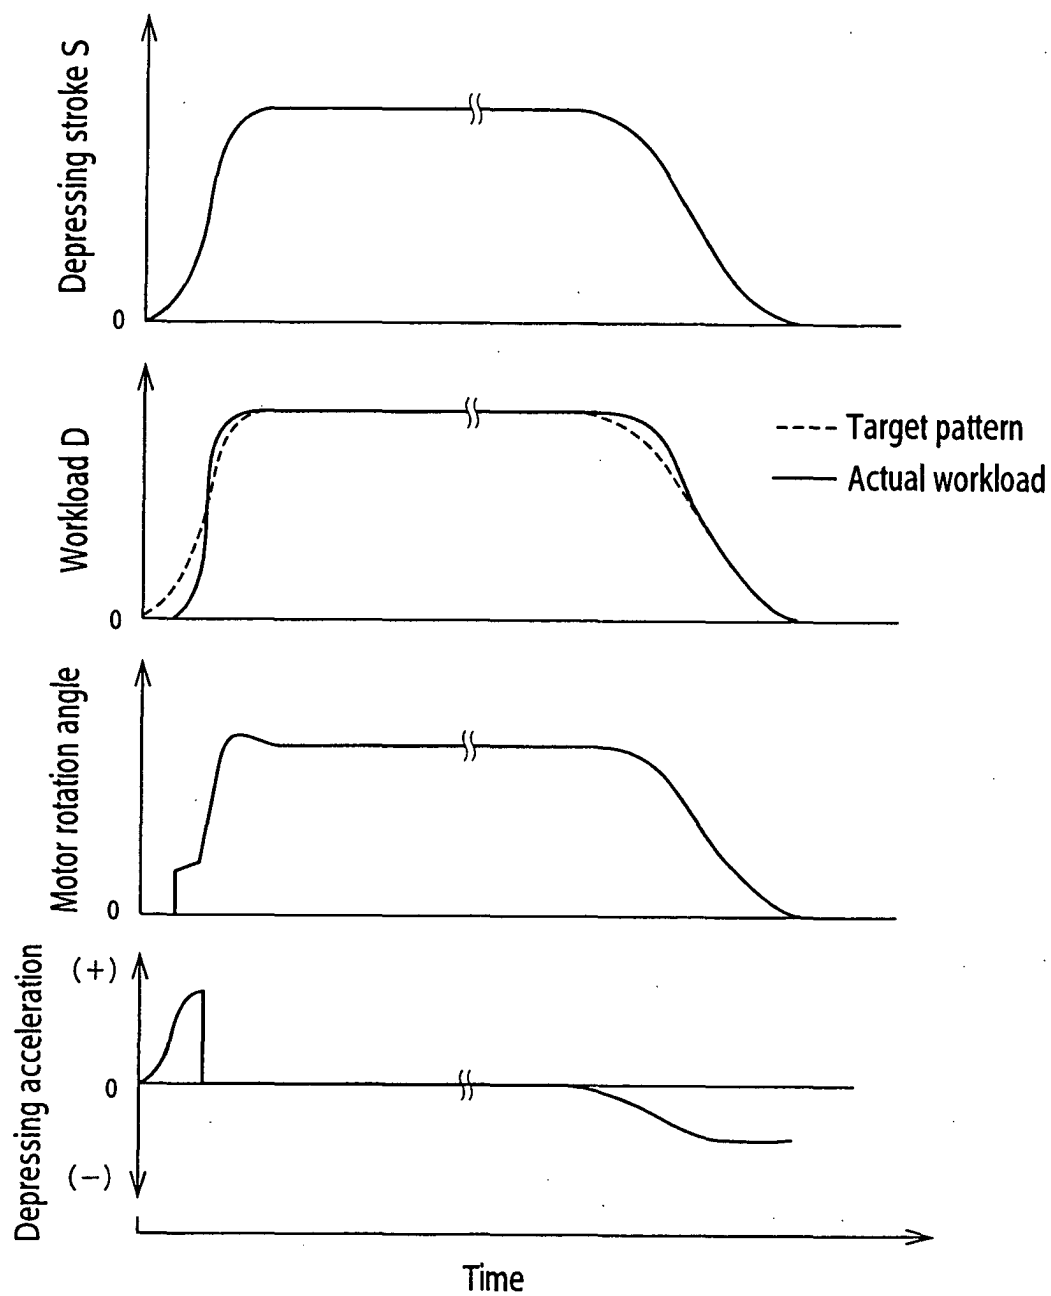 Depressing stroke S
0
Workload D
0
Target pattern
Actual workload
Motor rotation angle
0
Depressing acceleration
(+)
0
(−)
Time